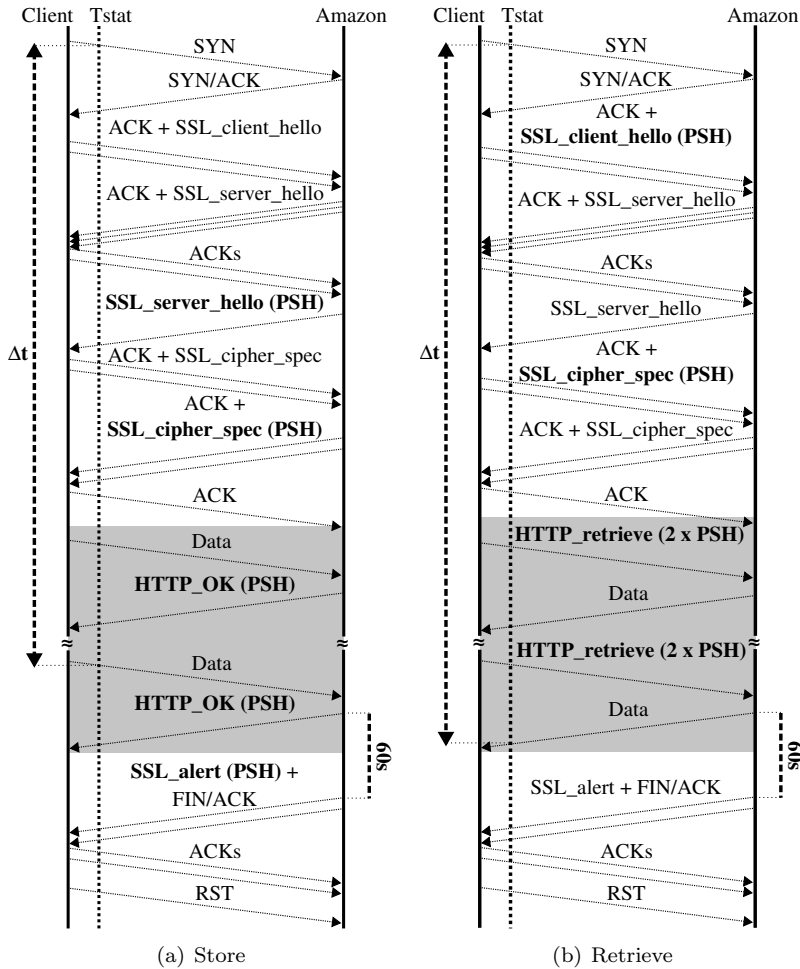 Client
Tstat
Amazon
SYN
SYN/ACK
ACK + SSL_client_hello
ACK + SSL_server_hello
ACKs
SSL_server_hello (PSH)
Δt
ACK + SSL_cipher_spec
ACK +
SSL_cipher_spec (PSH)
ACK
Data
HTTP_OK (PSH)
≈
≈
Data
HTTP_OK (PSH)
60s
SSL_alert (PSH) +
FIN/ACK
ACKs
RST
(a) Store
Client
Tstat
Amazon
SYN
SYN/ACK
ACK +
SSL_client_hello (PSH)
ACK + SSL_server_hello
ACKs
SSL_server_hello
Δt
ACK +
SSL_cipher_spec (PSH)
ACK + SSL_cipher_spec
ACK
HTTP_retrieve (2 x PSH)
Data
≈
≈
HTTP_retrieve (2 x PSH)
Data
60s
SSL_alert + FIN/ACK
ACKs
RST
(b) Retrieve